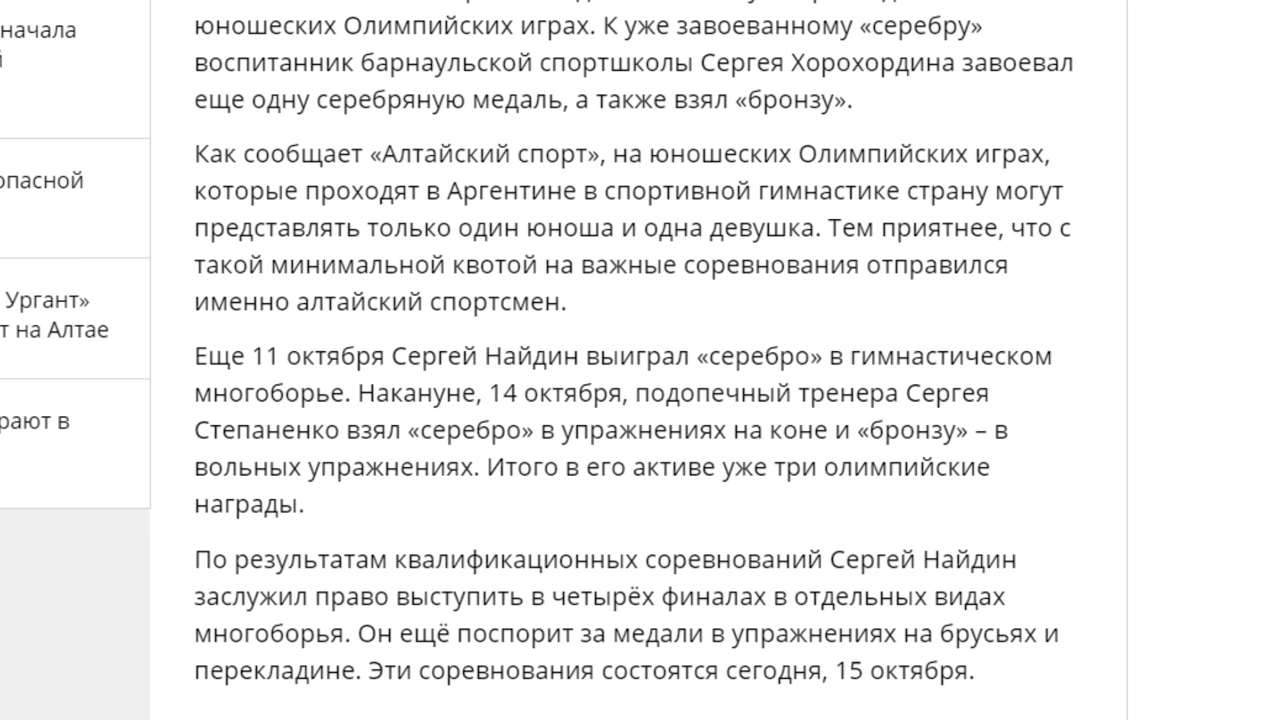 начала
й
опасной
Ургант»
т на Алтае
рают в
юношеских Олимпийских играх. К уже завоеванному «серебру»
воспитанник барнаульской спортшколы Сергея Хорохордина завоевал
еще одну серебряную медаль, а также взял «бронзу».
Как сообщает «Алтайский спорт», на юношеских Олимпийских играх,
которые проходят в Аргентине в спортивной гимнастике страну могут
представлять только один юноша и одна девушка. Тем приятнее, что с
такой минимальной квотой на важные соревнования отправился
именно алтайский спортсмен.
Еще 11 октября Сергей Найдин выиграл «серебро» в гимнастическом
многоборье. Накануне, 14 октября, подопечный тренера Сергея
Степаненко взял «серебро» в упражнениях на коне и «бронзу» – в
вольных упражнениях. Итого в его активе уже три олимпийские
награды.
По результатам квалификационных соревнований Сергей Найдин
заслужил право выступить в четырёх финалах в отдельных видах
многоборья. Он ещё поспорит за медали в упражнениях на брусьях и
перекладине. Эти соревнования состоятся сегодня, 15 октября.